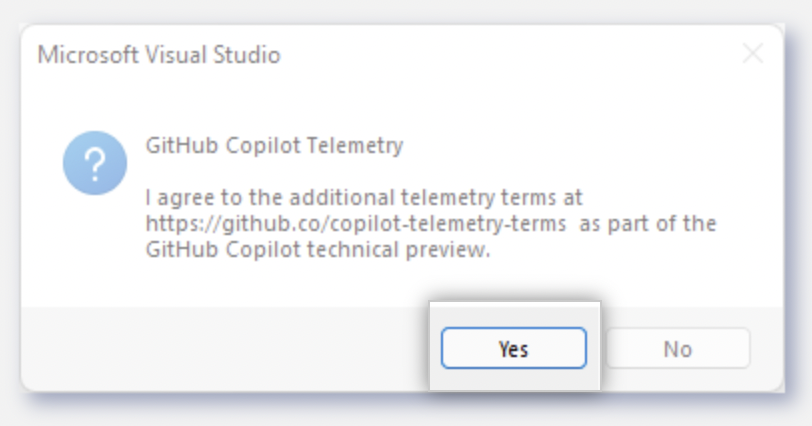 Microsoft Visual Studio
GitHub Copilot Telemetry
I agree to the additional telemetry terms at
https://github.co/copilot-telemetry-terms as part of the
GitHub Copilot technical preview.
Yes
No